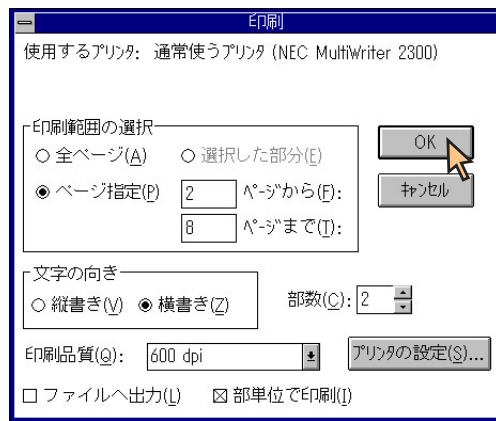 印刷
使用するプリンタ: 通常使うプリンタ (NEC MultiWriter 2300)
印刷範囲の選択
全ページ(A) 選択した部分(E)
ページ指定(P) 2 ページから(F):
8 ページまで(T):
OK
キャンセル
文字の向き
縦書き(V) 横書き(Z)
部数(C): 2
印刷品質(Q): 600 dpi
プリンタの設定(S)...
ファイルへ出力(L) 部単位で印刷(I)